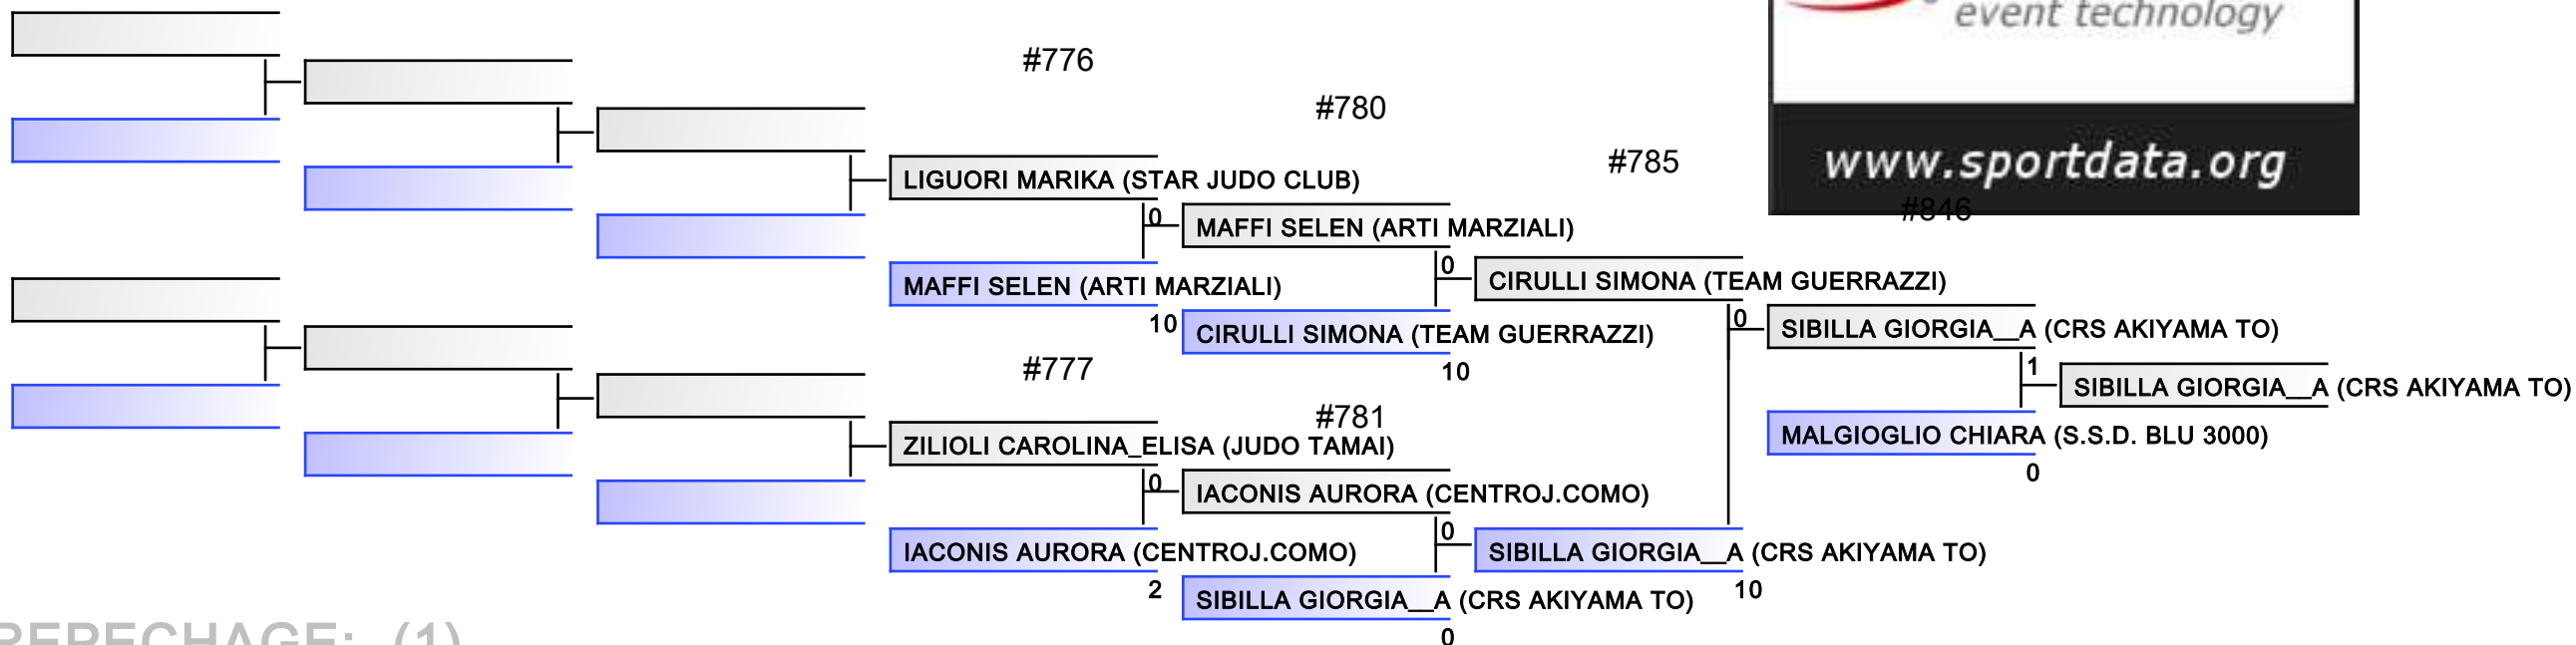 event technology
www.sportdata.org
#776
#780
#785
#846
LIGUORI MARIKA (STAR JUDO CLUB)
0
MAFFI SELEN (ARTI MARZIALI)
0
MAFFI SELEN (ARTI MARZIALI)
10
CIRULLI SIMONA (TEAM GUERRAZZI)
0
CIRULLI SIMONA (TEAM GUERRAZZI)
10
SIBILLA GIORGIA__A (CRS AKIYAMA TO)
1
SIBILLA GIORGIA__A (CRS AKIYAMA TO)
#777
#781
MALGIOGLIO CHIARA (S.S.D. BLU 3000)
0
ZILIOLI CAROLINA_ELISA (JUDO TAMAI)
0
IACONIS AURORA (CENTROJ.COMO)
0
IACONIS AURORA (CENTROJ.COMO)
2
SIBILLA GIORGIA__A (CRS AKIYAMA TO)
10
SIBILLA GIORGIA__A (CRS AKIYAMA TO)
0
REPECHAGE: (1)